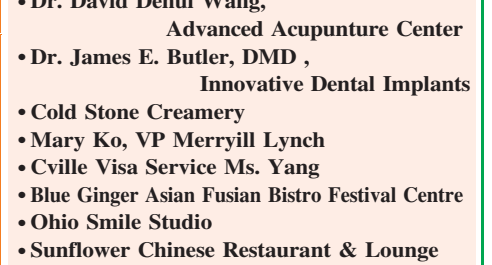 • Dr. David Dehui Wang,
Advanced Acupunture Center
• Dr. James E. Butler, DMD ,
Innovative Dental Implants
• Cold Stone Creamery
• Mary Ko, VP Merryill Lynch
• Cville Visa Service Ms. Yang
• Blue Ginger Asian Fusian Bistro Festival Centre
• Ohio Smile Studio
• Sunflower Chinese Restaurant & Lounge